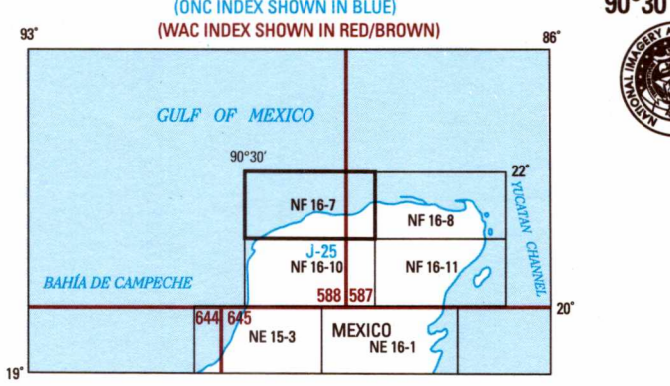 (ONC INDEX SHOWN IN BLUE)
(WAC INDEX SHOWN IN RED/BROWN)
90°30
93°
86°
NATIONAL IMAGERY A
GULF OF MEXICO
90°30'
22°
NF 16-7
NF 16-8
YUCATAN CHANNEL
J-25
NF 16-10
NF 16-11
BAHÍA DE CAMPECHE
588
587
20°
644
645
NE 15-3
MEXICO
NE 16-1
19°